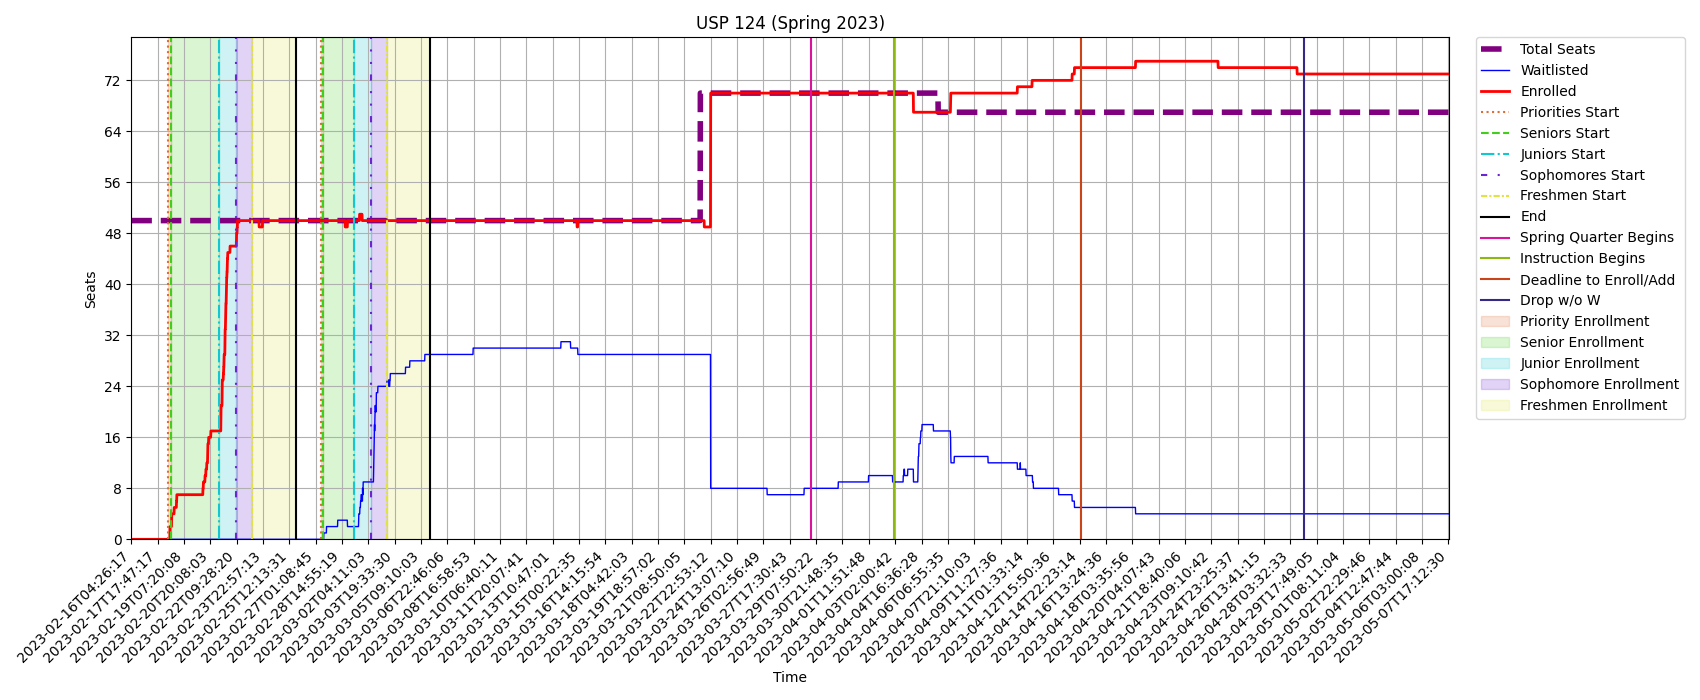 USP 124 (Spring 2023)
Seats
72
64
56
48
40
32
24
16
8
0
2023-02-16T04:26:17
2023-02-17T17:47:17
2023-02-19T07:20:08
2023-02-20T20:08:03
2023-02-22T09:28:20
2023-02-23T22:57:13
2023-02-25T12:13:31
2023-02-27T01:08:45
2023-02-28T14:55:19
2023-03-02T04:11:03
2023-03-03T19:33:30
2023-03-05T09:10:03
2023-03-06T22:46:06
2023-03-08T16:58:53
2023-03-10T06:40:11
2023-03-11T20:07:41
2023-03-13T10:47:01
2023-03-15T00:22:35
2023-03-16T14:15:54
2023-03-18T04:42:03
2023-03-19T18:57:02
2023-03-21T08:50:05
2023-03-22T22:53:12
2023-03-24T13:07:10
2023-03-26T02:56:49
2023-03-27T17:30:43
2023-03-29T07:50:22
2023-03-30T21:48:35
2023-04-01T11:51:48
2023-04-03T02:00:42
2023-04-04T16:36:28
2023-04-06T06:55:35
2023-04-07T21:10:03
2023-04-09T11:27:36
2023-04-11T01:33:14
2023-04-12T15:50:36
2023-04-14T22:23:14
2023-04-16T13:24:36
2023-04-18T03:35:56
2023-04-20T04:07:43
2023-04-21T18:40:06
2023-04-23T09:10:42
2023-04-24T23:25:37
2023-04-26T13:41:15
2023-04-28T03:32:33
2023-04-29T17:49:05
2023-05-01T08:11:04
2023-05-02T22:29:46
2023-05-04T12:47:44
2023-05-06T03:00:08
2023-05-07T17:12:30
Time
Total Seats
Waitlisted
Enrolled
Priorities Start
Seniors Start
Juniors Start
Sophomores Start
Freshmen Start
End
Spring Quarter Begins
Instruction Begins
Deadline to Enroll/Add
Drop w/o W
Priority Enrollment
Senior Enrollment
Junior Enrollment
Sophomore Enrollment
Freshmen Enrollment